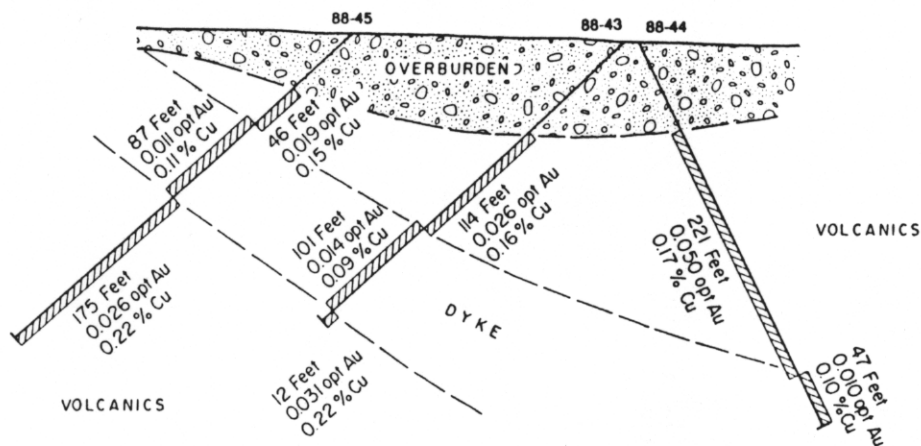 88-45
88-43
88-44
OVERBURDEN
87 Feet
0.011 opt Au
0.11 % Cu
46 Feet
0.019 opt Au
0.15 % Cu
175 Feet
0.026 opt Au
0.22 % Cu
101 Feet
0.014 opt Au
0.09 % Cu
114 Feet
0.026 opt Au
0.16 % Cu
12 Feet
0.031 opt Au
0.22 % Cu
221 Feet
0.050 opt Au
0.17 % Cu
47 Feet
0.010 opt Au
0.10 % Cu
VOLCANICS
DYKE
VOLCANICS